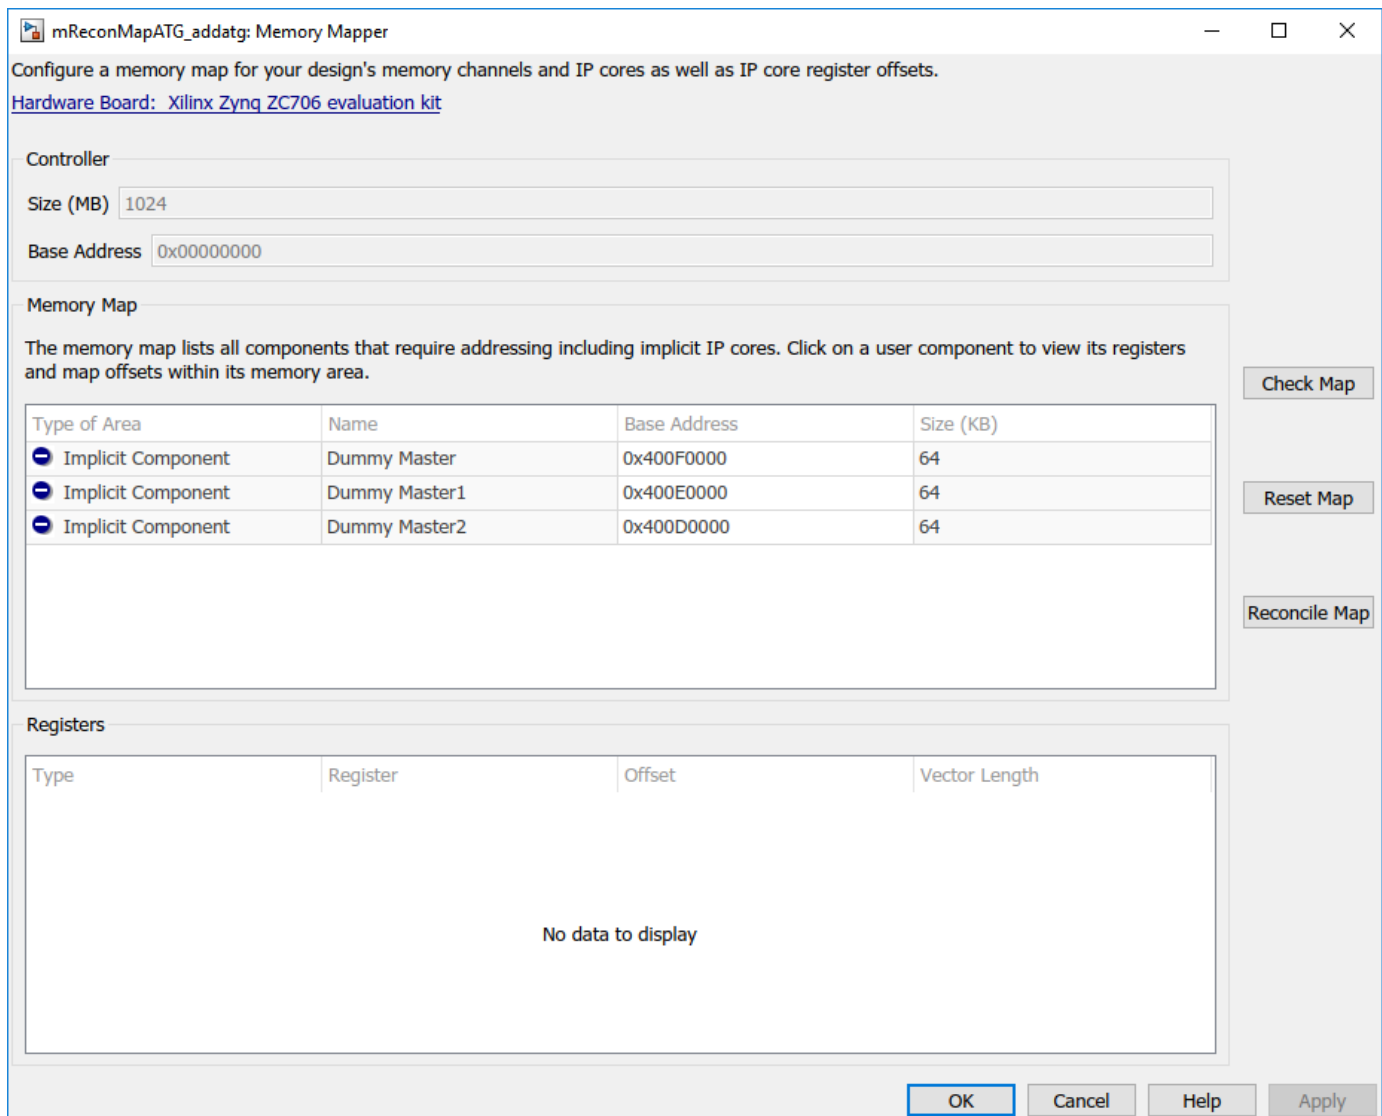 mReconMapATG_addatg: Memory Mapper
Configure a memory map for your design's memory channels and IP cores as well as IP core register offsets.
Hardware Board:  Xilinx Zynq ZC706 evaluation kit
Controller
Size (MB) 1024
Base Address 0x00000000
Memory Map
The memory map lists all components that require addressing including implicit IP cores. Click on a user component to view its registers
and map offsets within its memory area.
Check Map
Type of Area Name Base Address Size (KB)
Implicit Component Dummy Master 0x400F0000 64
Implicit Component Dummy Master1 0x400E0000 64
Reset Map
Implicit Component Dummy Master2 0x400D0000 64
Reconcile Map
Registers
Type Register Offset Vector Length
No data to display
OK Cancel Help Apply